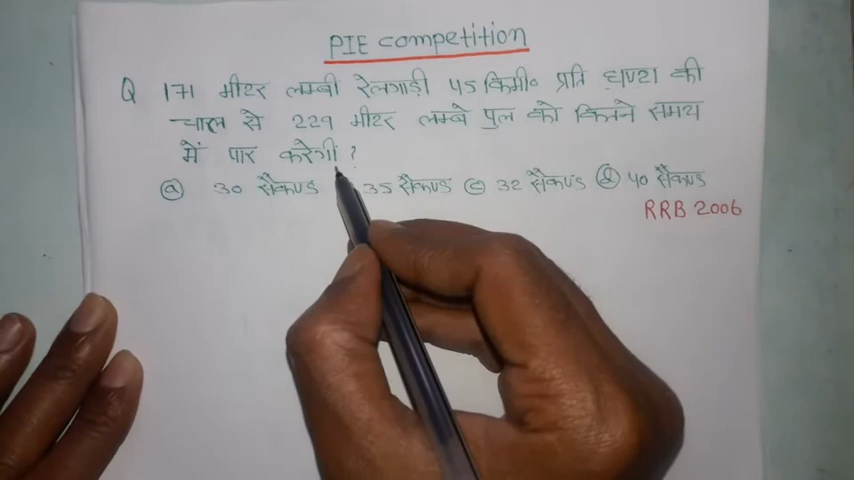 PIE competition
Q 171 मीटर लम्बी रेलगाड़ी 45 किमी० प्रति घण्टा की
चाल से 229 मीटर लम्बे पुल को कितने समय
में पार करेगी ?
(a) 30 सैकण्ड 35 सैकण्ड (c) 32 सैकण्ड (d) 40 सैकण्ड
RRB 2006